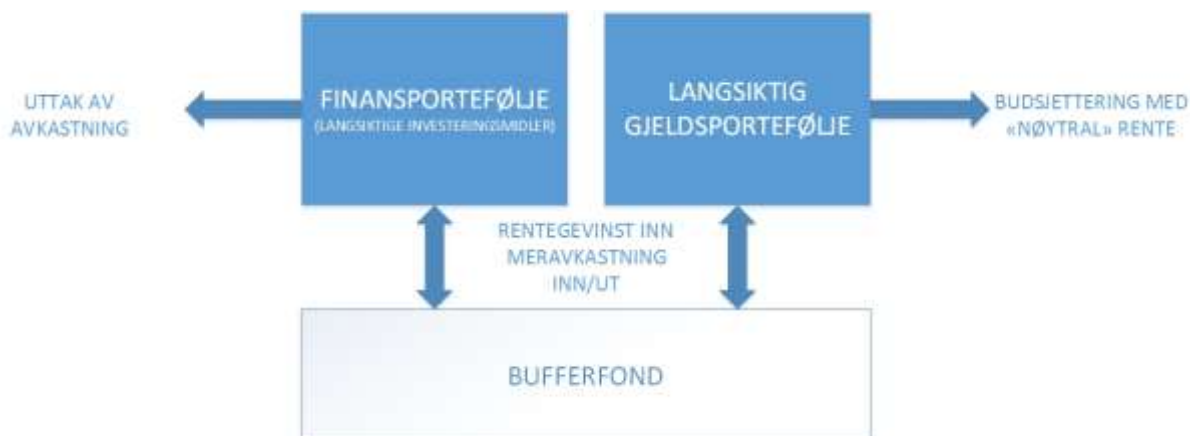 UTTAK AV
AVKASTNING
FINANSPORTEFØLJE
(LANGSIKTIGE INVESTERINGSMIDLER)
LANGSIKTIG
GJELDSPORTEFØLJE
BUDSJETTERING MED
«NØYTRAL» RENTE
RENTEGEVINST INN
MERAVKASTNING
INN/UT
BUFFERFOND